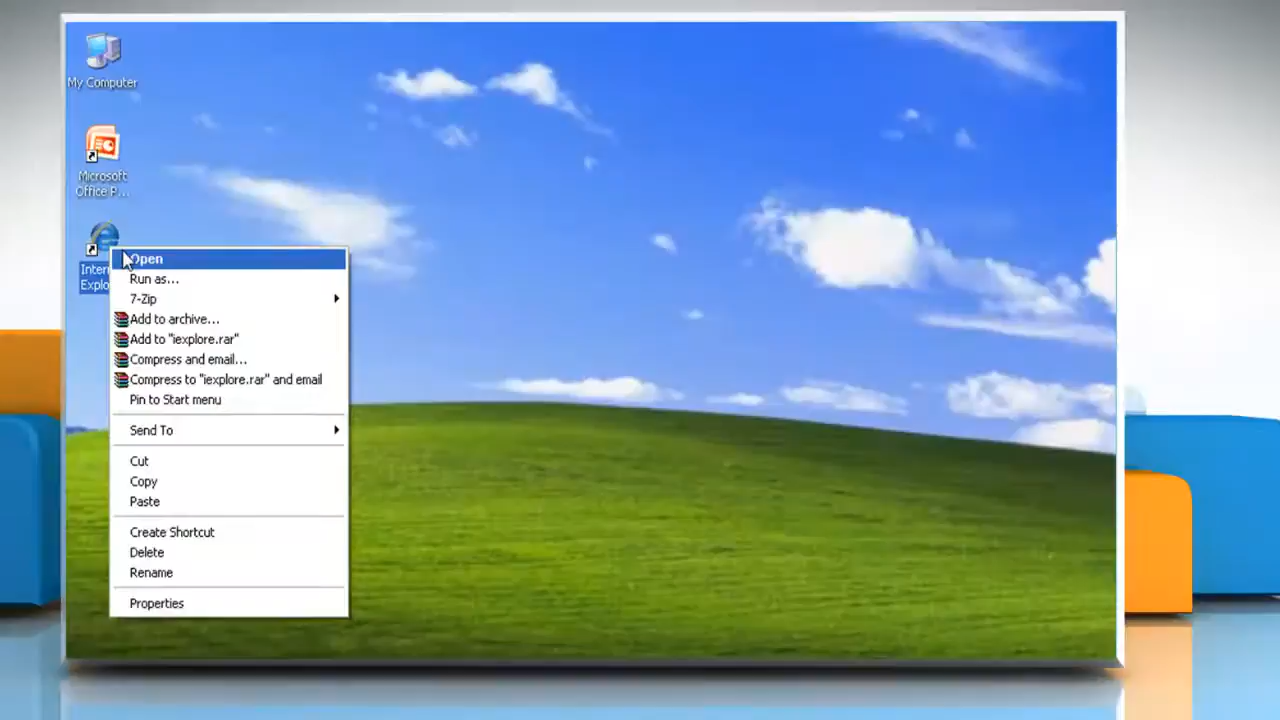 My Computer
Microsoft
Office P...
Inter
Explo
Open
Run as...
7-Zip
Add to archive...
Add to "iexplore.rar"
Compress and email...
Compress to "iexplore.rar" and email
Pin to Start menu
Send To
Cut
Copy
Paste
Create Shortcut
Delete
Rename
Properties